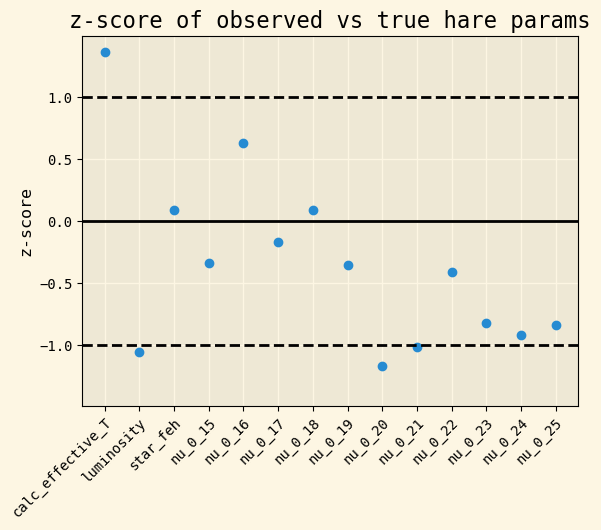 z-score of observed vs true hare params
z-score
1.0
0.5
0.0
−0.5
−1.0
calc_effective_T
luminosity
star_feh
nu_0_15
nu_0_16
nu_0_17
nu_0_18
nu_0_19
nu_0_20
nu_0_21
nu_0_22
nu_0_23
nu_0_24
nu_0_25